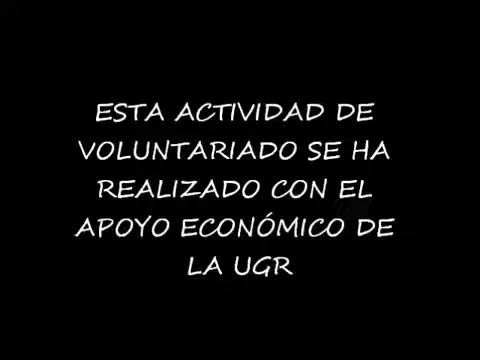 ESTA ACTIVIDAD DE
VOLUNTARIADO SE HA
REALIZADO CON EL
APOYO ECONÓMICO DE
LA UGR